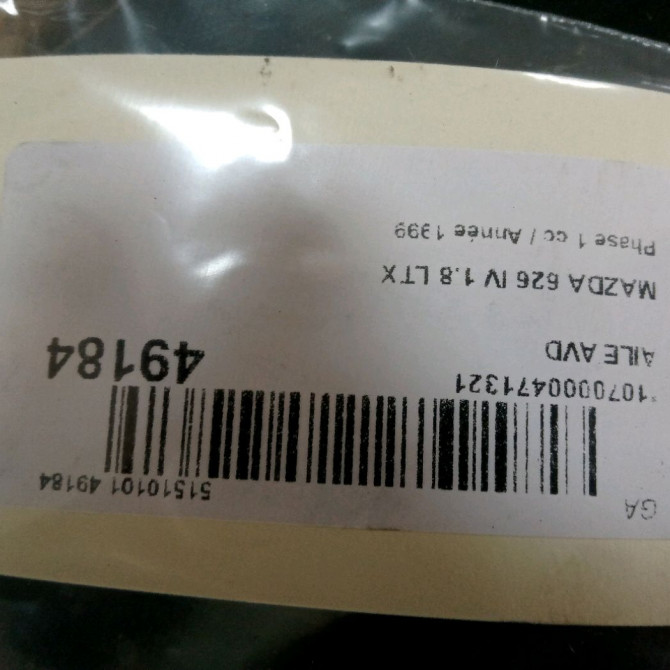 GA
51510101 49184
*1070000471321
49184
AILE AVD
MAZDA 626 IV 1.8 LTX
Phase 1 cc / Année 1999